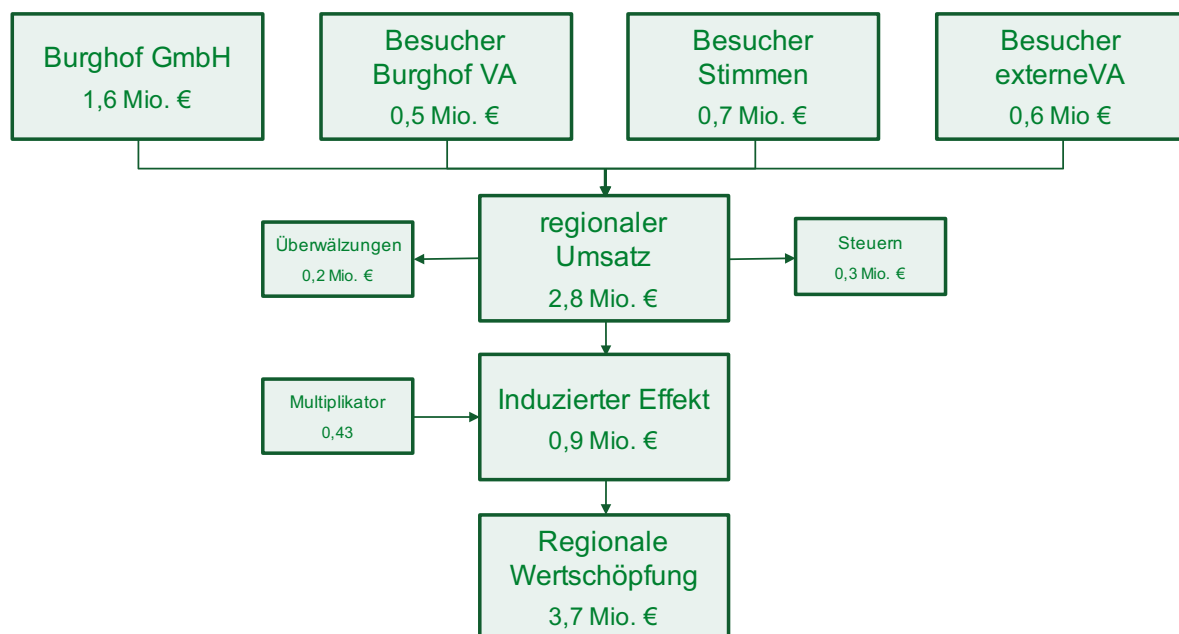 Burghof GmbH
1,6 Mio. €
Besucher
Burghof VA
0,5 Mio. €
Besucher
Stimmen
0,7 Mio. €
Besucher
externeVA
0,6 Mio €
regionaler
Umsatz
2,8 Mio. €
Überwälzungen
0,2 Mio. €
Steuern
0,3 Mio. €
Multiplikator
0,43
Induzierter Effekt
0,9 Mio. €
Regionale
Wertschöpfung
3,7 Mio. €